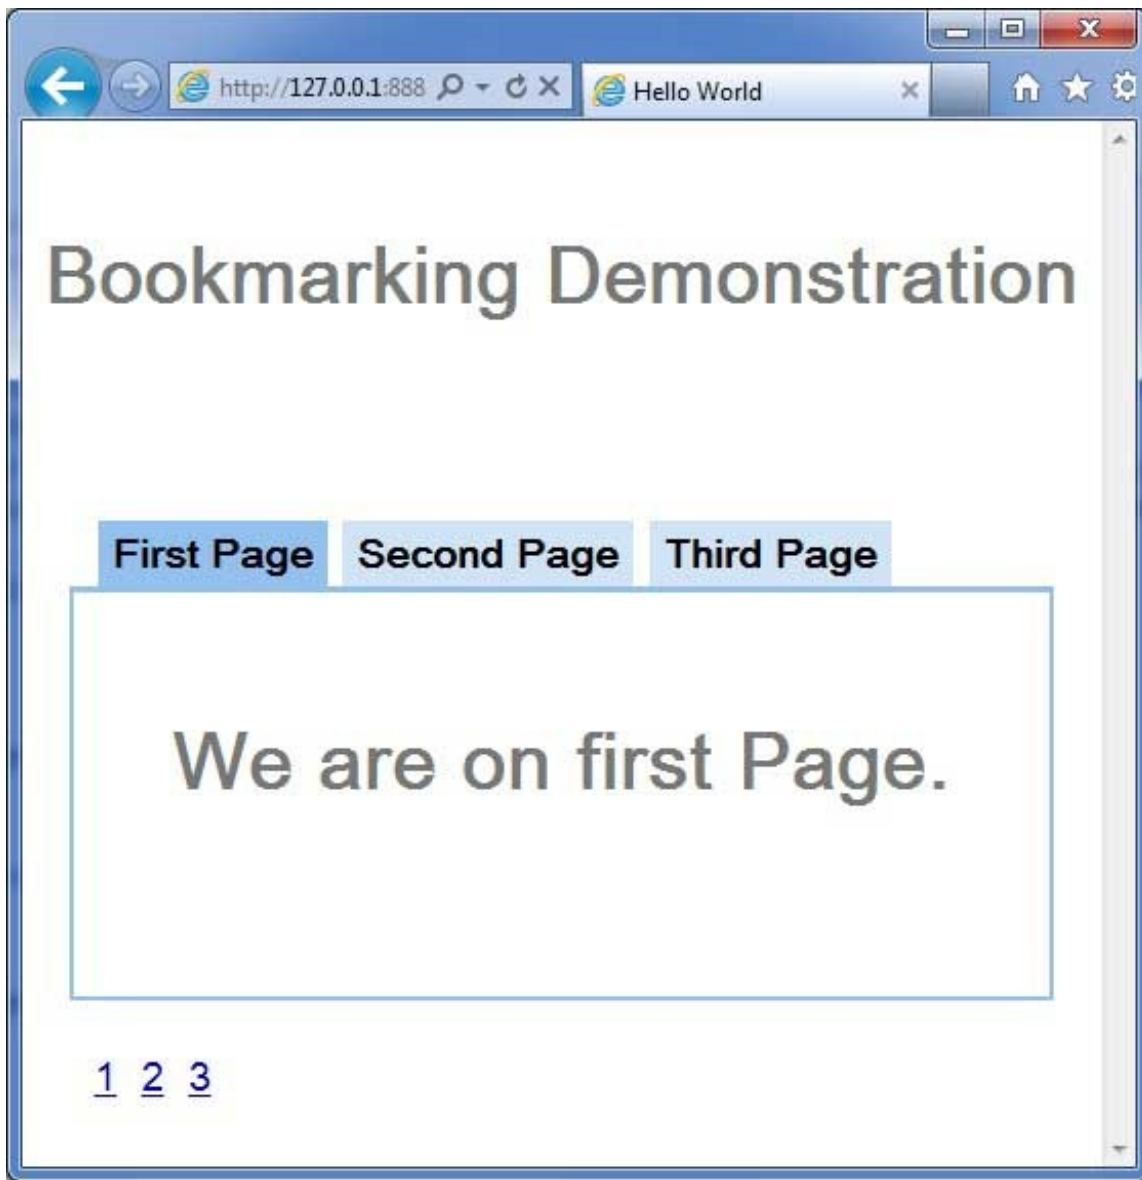 http://127.0.0.1:888
Hello World
Bookmarking Demonstration
First Page Second Page Third Page
We are on first Page.
1 2 3